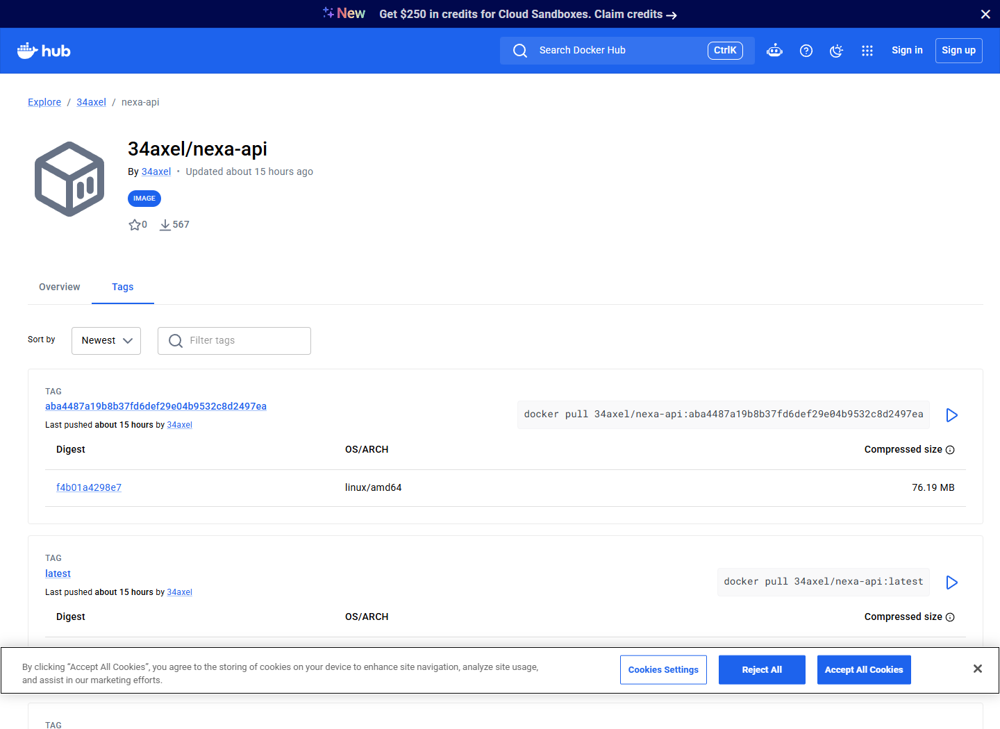 New Get $250 in credits for Cloud Sandboxes. Claim credits →
hub
Search Docker Hub
CtrlK
Sign in
Sign up
Explore / 34axel / nexa-api
34axel/nexa-api
By 34axel • Updated about 15 hours ago
IMAGE
0 567
Overview Tags
Sort by Newest Filter tags
TAG
aba4487a19b8b37fd6def29e04b9532c8d2497ea
docker pull 34axel/nexa-api:aba4487a19b8b37fd6def29e04b9532c8d2497ea
Last pushed about 15 hours by 34axel
Digest OS/ARCH Compressed size
f4b01a4298e7 linux/amd64 76.19 MB
TAG
latest
docker pull 34axel/nexa-api:latest
Last pushed about 15 hours by 34axel
Digest OS/ARCH Compressed size
By clicking “Accept All Cookies”, you agree to the storing of cookies on your device to enhance site navigation, analyze site usage,
and assist in our marketing efforts.
Cookies Settings
Reject All
Accept All Cookies
TAG